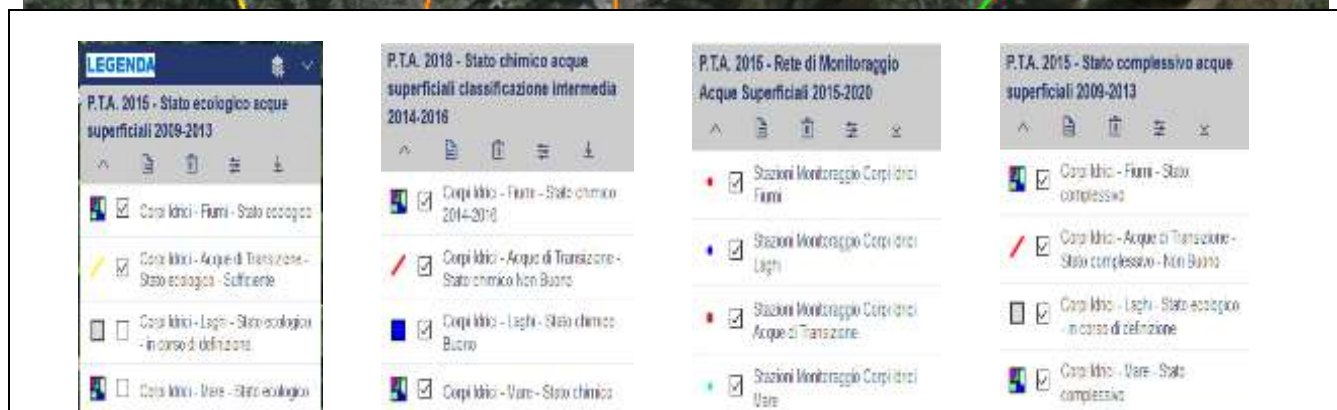 LEGENDA
P.T.A. 2015 - Stato ecologico acque
superficiali 2009-2013
Corpi Idrici - Fiumi - Stato ecologico
Corpi Idrici - Acque di Transizione -
Stato ecologico - Sufficiente
Corpi Idrici - Laghi - Stato ecologico
- in corso di definizione
Corpi Idrici - Mare - Stato ecologico
P.T.A. 2018 - Stato chimico acque
superficiali classificazione intermedia
2014-2016
Corpi Idrici - Fiumi - Stato chimico
2014-2016
Corpi Idrici - Acque di Transizione -
Stato chimico Non Buono
Corpi Idrici - Laghi - Stato chimico
Buono
Corpi Idrici - Mare - Stato chimico
P.T.A. 2015 - Rete di Monitoraggio
Acque Superficiali 2015-2020
Stazioni Monitoraggio Corpi Idrici
Fiumi
Stazioni Monitoraggio Corpi Idrici
Laghi
Stazioni Monitoraggio Corpi Idrici
Acque di Transizione
Stazioni Monitoraggio Corpi Idrici
Mare
P.T.A. 2015 - Stato complessivo acque
superficiali 2009-2013
Corpi Idrici - Fiumi - Stato
complessivo
Corpi Idrici - Acque di Transizione -
Stato complessivo - Non Buono
Corpi Idrici - Laghi - Stato ecologico
- in corso di definizione
Corpi Idrici - Mare - Stato
complessivo